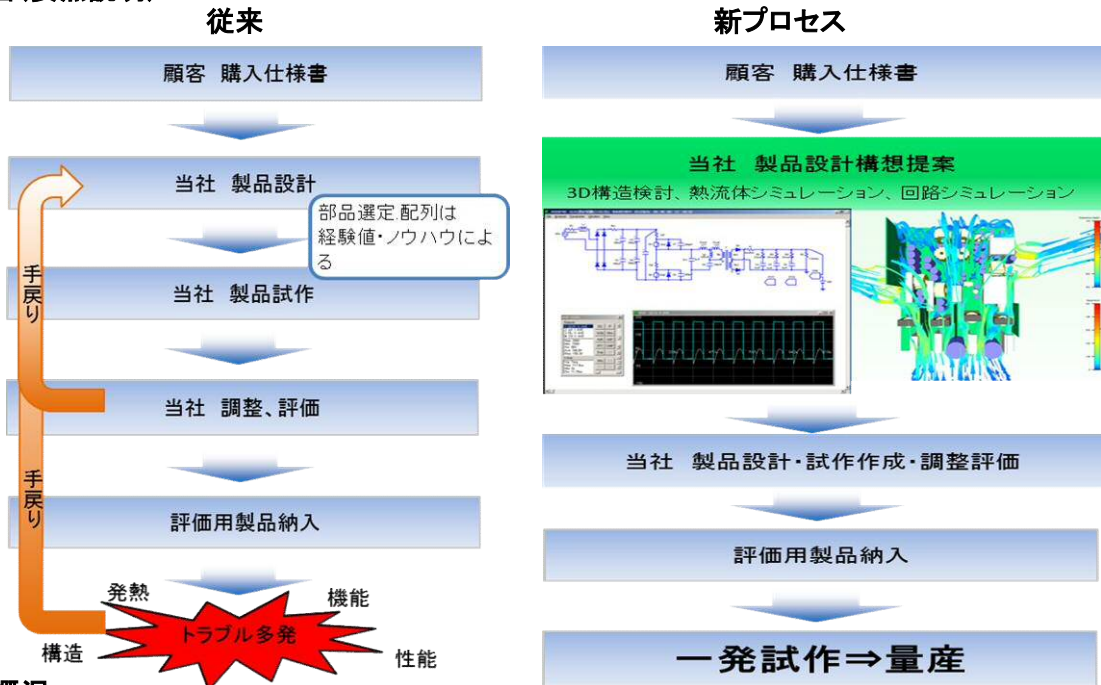 従来
顧客 購入仕様書
当社 製品設計
部品選定.配列は
経験値・ノウハウによ
る
当社 製品試作
手戻り
当社 調整、評価
手戻り
評価用製品納入
発熱
機能
トラブル多発
構造
性能
新プロセス
顧客 購入仕様書
当社 製品設計構想提案
3D構造検討、熱流体シミュレーション、回路シミュレーション
当社 製品設計・試作作成・調整評価
評価用製品納入
一発試作⇒量産